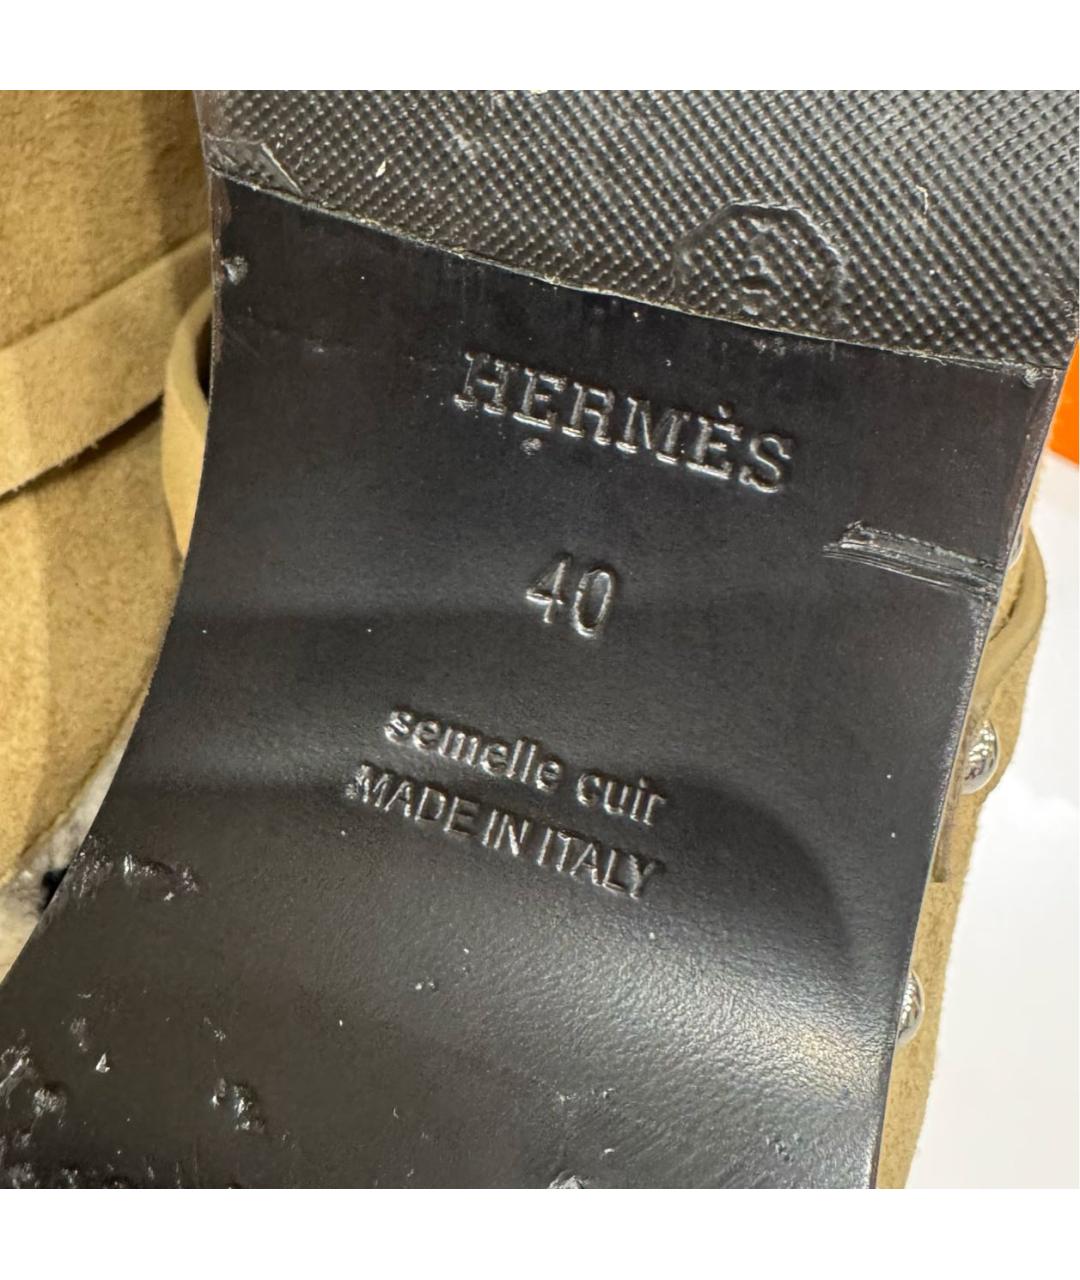 HERMÈS
40
semelle cuir
MADE IN ITALY